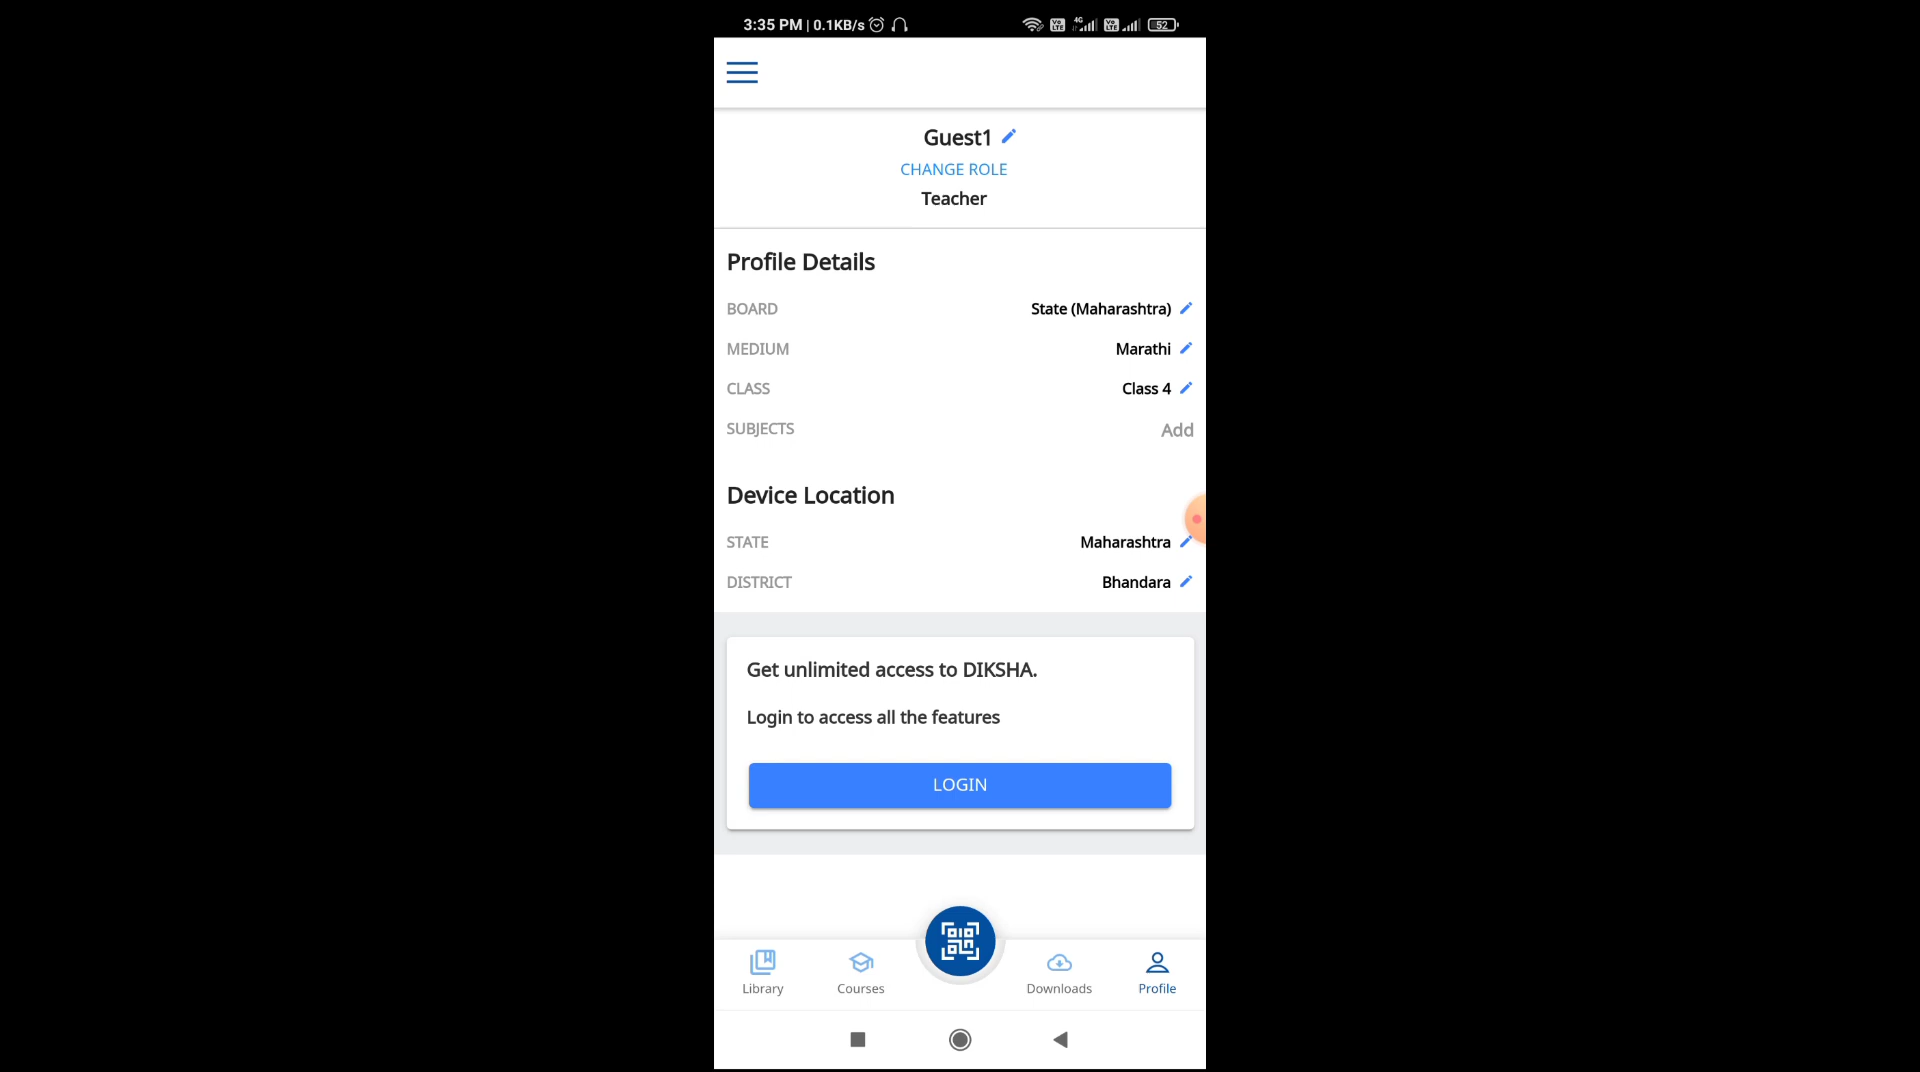 3:35 PM | 0.1KB/s 4G 52
Guest1
CHANGE ROLE
Teacher
Profile Details
BOARD State (Maharashtra)
MEDIUM Marathi
CLASS Class 4
SUBJECTS Add
Device Location
STATE Maharashtra
DISTRICT Bhandara
Get unlimited access to DIKSHA.
Login to access all the features
LOGIN
Library Courses Downloads Profile